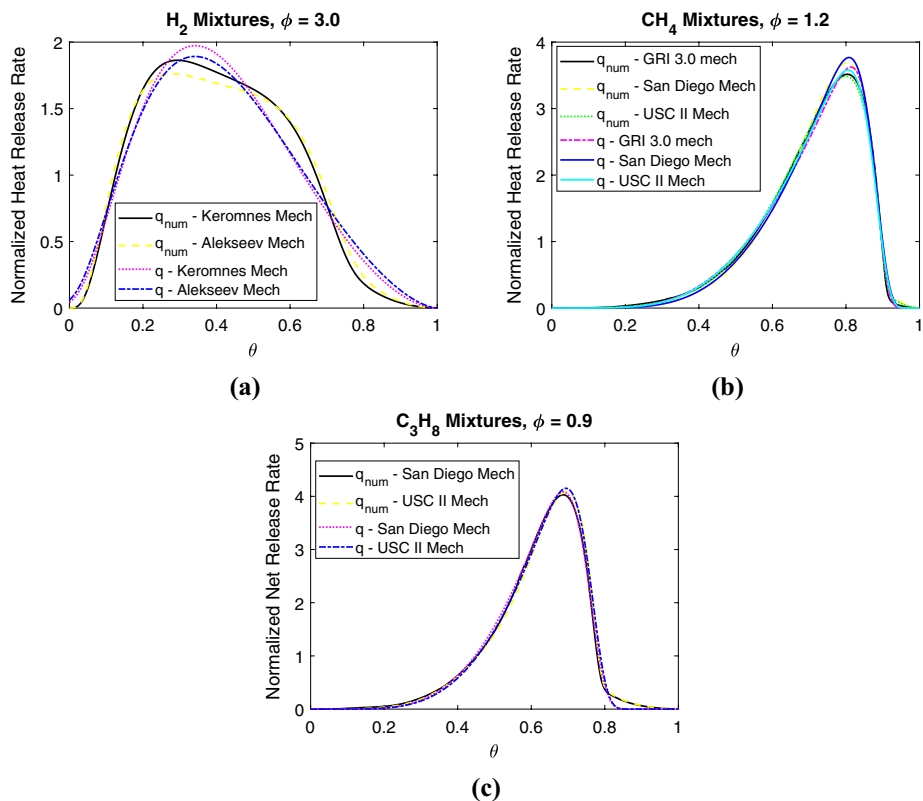 H2 Mixtures, ϕ = 3.0
Normalized Heat Release Rate
2
1.5
1
0.5
0
qnum - Keromnes Mech
qnum - Alekseev Mech
q - Keromnes Mech
q - Alekseev Mech
0 0.2 0.4 0.6 0.8 1
θ
(a)
CH4 Mixtures, ϕ = 1.2
Normalized Heat Release Rate
4
3
2
1
0
qnum - GRI 3.0 mech
qnum - San Diego Mech
qnum - USC II Mech
q - GRI 3.0 mech
q - San Diego Mech
q - USC II Mech
0 0.2 0.4 0.6 0.8 1
θ
(b)
C3H8 Mixtures, ϕ = 0.9
Normalized Net Release Rate
5
4
3
2
1
0
qnum - San Diego Mech
qnum - USC II Mech
q - San Diego Mech
q - USC II Mech
0 0.2 0.4 0.6 0.8 1
θ
(c)